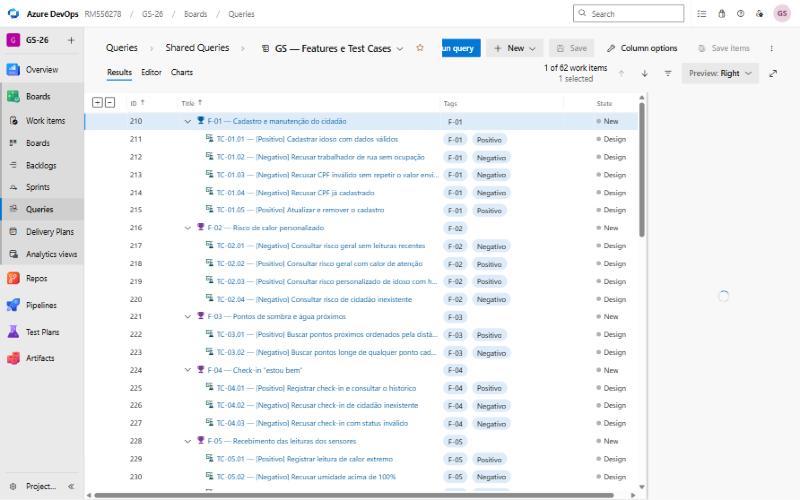 Azure DevOps RM556278 / GS-26 / Boards / Queries Search GS
G GS-26 +
Overview
Boards
Work items
Boards
Backlogs
Sprints
Queries
Delivery Plans
Analytics views
Repos
Pipelines
Test Plans
Artifacts
Project...
Queries > Shared Queries > GS — Features e Test Cases
un query + New Save Column options Save items
Results Editor Charts
1 of 62 work items
1 selected
Preview: Right
ID ↑ Title ↑ Tags State
210 F-01 — Cadastro e manutenção do cidadão F-01 New
211 TC-01.01 — [Positivo] Cadastrar idoso com dados válidos F-01 Positivo Design
212 TC-01.02 — [Negativo] Recusar trabalhador de rua sem ocupação F-01 Negativo Design
213 TC-01.03 — [Negativo] Recusar CPF inválido sem repetir o valor envi... F-01 Negativo Design
214 TC-01.04 — [Negativo] Recusar CPF já cadastrado F-01 Negativo Design
215 TC-01.05 — [Positivo] Atualizar e remover o cadastro F-01 Positivo Design
216 F-02 — Risco de calor personalizado F-02 New
217 TC-02.01 — [Negativo] Consultar risco geral sem leituras recentes F-02 Negativo Design
218 TC-02.02 — [Positivo] Consultar risco geral com calor de atenção F-02 Positivo Design
219 TC-02.03 — [Positivo] Consultar risco personalizado de idoso com h... F-02 Positivo Design
220 TC-02.04 — [Negativo] Consultar risco de cidadão inexistente F-02 Negativo Design
221 F-03 — Pontos de sombra e água próximos F-03 New
222 TC-03.01 — [Positivo] Buscar pontos próximos ordenados pela distâ... F-03 Positivo Design
223 TC-03.02 — [Negativo] Buscar pontos longe de qualquer ponto cad... F-03 Negativo Design
224 F-04 — Check-in "estou bem" F-04 New
225 TC-04.01 — [Positivo] Registrar check-in e consultar o histórico F-04 Positivo Design
226 TC-04.02 — [Negativo] Recusar check-in de cidadão inexistente F-04 Negativo Design
227 TC-04.03 — [Negativo] Recusar check-in com status inválido F-04 Negativo Design
228 F-05 — Recebimento das leituras dos sensores F-05 New
229 TC-05.01 — [Positivo] Registrar leitura de calor extremo F-05 Positivo Design
230 TC-05.02 — [Negativo] Recusar umidade acima de 100% F-05 Negativo Design